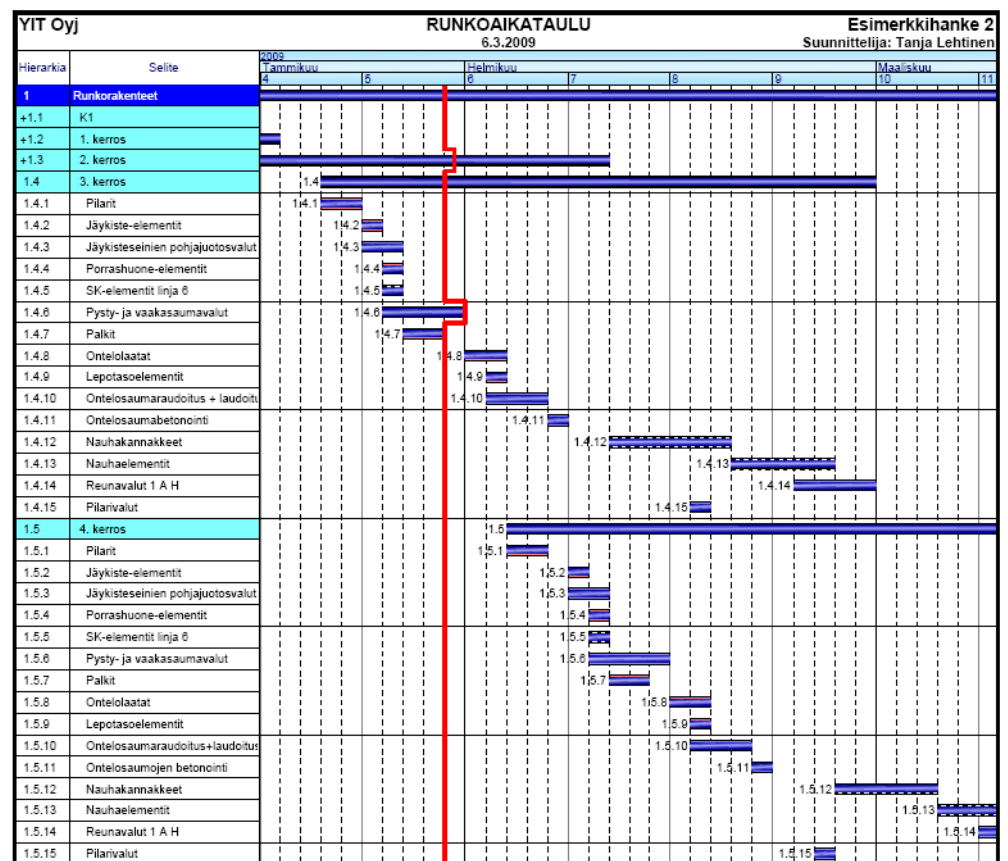 YIT Oyj RUNKOAIKATAULU Esimerkkihanke 2
6.3.2009 Suunnittelija: Tanja Lehtinen
Hierarkia Selite 2009
Tammikuu Helmikuu Maaliskuu
4 5 6 7 8 9 10 11
1 Runkorakenteet
+1.1 K1
+1.2 1. kerros
+1.3 2. kerros
1.4 3. kerros 1.4
1.4.1 Pilarit 1.4.1
1.4.2 Jäykiste-elementit 1.4.2
1.4.3 Jäykisteseinien pohjajuotosvalut 1.4.3
1.4.4 Porrashuone-elementit 1.4.4
1.4.5 SK-elementit linja 6 1.4.5
1.4.6 Pysty- ja vaakasaumavalut 1.4.6
1.4.7 Palkit 1.4.7
1.4.8 Ontelolaatat 1.4.8
1.4.9 Lepotasoelementit 1.4.9
1.4.10 Ontelosaumaraudoitus + laudoitu 1.4.10
1.4.11 Ontelosaumabetonointi 1.4.11
1.4.12 Nauhakannakkeet 1.4.12
1.4.13 Nauhaelementit 1.4.13
1.4.14 Reunavalut 1 A H 1.4.14
1.4.15 Pilarivalut 1.4.15
1.5 4. kerros 1.5
1.5.1 Pilarit 1.5.1
1.5.2 Jäykiste-elementit 1.5.2
1.5.3 Jäykisteseinien pohjajuotosvalut 1.5.3
1.5.4 Porrashuone-elementit 1.5.4
1.5.5 SK-elementit linja 6 1.5.5
1.5.6 Pysty- ja vaakasaumavalut 1.5.6
1.5.7 Palkit 1.5.7
1.5.8 Ontelolaatat 1.5.8
1.5.9 Lepotasoelementit 1.5.9
1.5.10 Ontelosaumaraudoitus+laudoitus 1.5.10
1.5.11 Ontelosaumojen betonointi 1.5.11
1.5.12 Nauhakannakkeet 1.5.12
1.5.13 Nauhaelementit 1.5.13
1.5.14 Reunavalut 1 A H 1.5.14
1.5.15 Pilarivalut 1.5.15